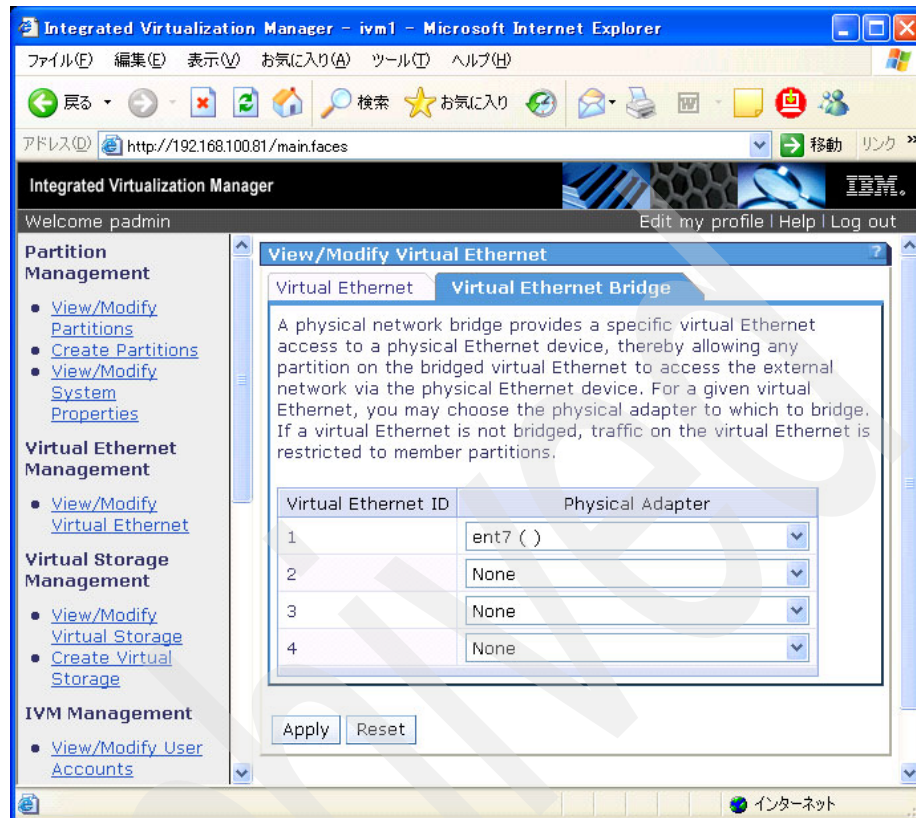 Integrated Virtualization Manager - ivm1 - Microsoft Internet Explorer
ファイル(F) 編集(E) 表示(V) お気に入り(A) ツール(T) ヘルプ(H)
戻る 検索 お気に入り
アドレス(D) http://192.168.100.81/main.faces 移動 リンク »
Integrated Virtualization Manager IBM.
Welcome padmin Edit my profile | Help | Log out
Partition
Management
View/Modify
Partitions
Create Partitions
View/Modify
System
Properties
Virtual Ethernet
Management
View/Modify
Virtual Ethernet
Virtual Storage
Management
View/Modify
Virtual Storage
Create Virtual
Storage
IVM Management
View/Modify User
Accounts
View/Modify Virtual Ethernet ?
Virtual Ethernet Virtual Ethernet Bridge
A physical network bridge provides a specific virtual Ethernet
access to a physical Ethernet device, thereby allowing any
partition on the bridged virtual Ethernet to access the external
network via the physical Ethernet device. For a given virtual
Ethernet, you may choose the physical adapter to which to bridge.
If a virtual Ethernet is not bridged, traffic on the virtual Ethernet is
restricted to member partitions.
Virtual Ethernet ID Physical Adapter
1 ent7 ( )
2 None
3 None
4 None
Apply Reset
インターネット